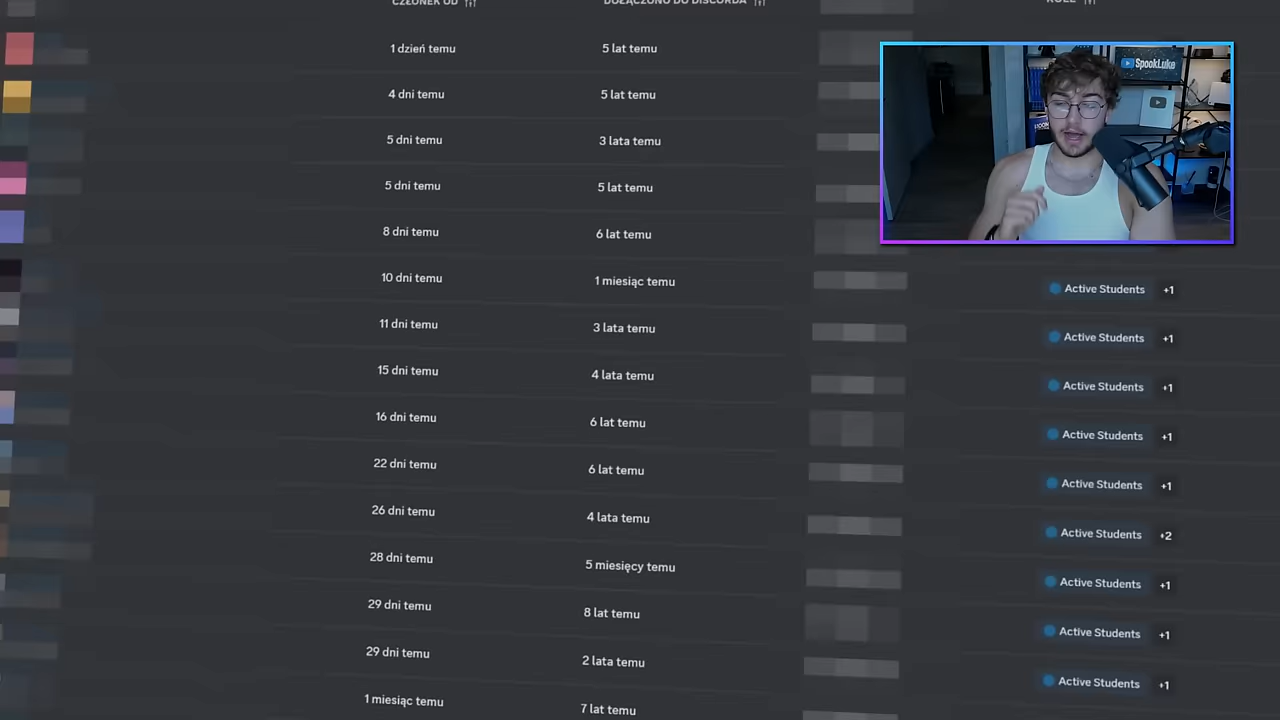 CZŁONEK OD DOŁĄCZONO DO DISCORDA ROLE
1 dzień temu 5 lat temu
4 dni temu 5 lat temu
5 dni temu 3 lata temu
5 dni temu 5 lat temu
8 dni temu 6 lat temu
10 dni temu 1 miesiąc temu Active Students +1
11 dni temu 3 lata temu Active Students +1
15 dni temu 4 lata temu Active Students +1
16 dni temu 6 lat temu Active Students +1
22 dni temu 6 lat temu Active Students +1
26 dni temu 4 lata temu Active Students +2
28 dni temu 5 miesięcy temu Active Students +1
29 dni temu 8 lat temu Active Students +1
29 dni temu 2 lata temu Active Students +1
1 miesiąc temu 7 lat temu
SpookLuke